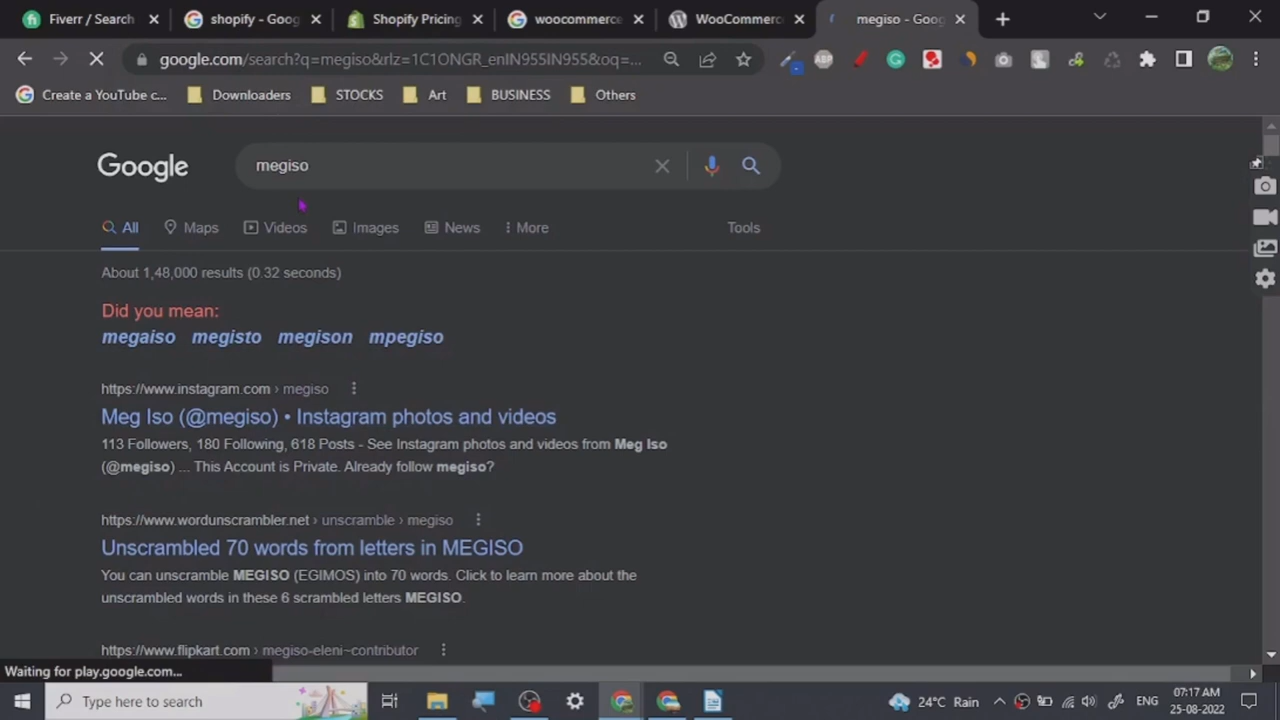 Fiverr / Search
shopify - Goog
Shopify Pricing
woocommerce
WooCommerc
megiso - Goog
google.com/search?q=megiso&rlz=1C1ONGR_enIN955IN955&oq=...
Create a YouTube c...
Downloaders
STOCKS
Art
BUSINESS
Others
Google
megiso
All
Maps
Videos
Images
News
More
Tools
About 1,48,000 results (0.32 seconds)
Did you mean:
megaiso megisto megison mpegiso
https://www.instagram.com › megiso
Meg Iso (@megiso) • Instagram photos and videos
113 Followers, 180 Following, 618 Posts - See Instagram photos and videos from Meg Iso
(@megiso) ... This Account is Private. Already follow megiso?
https://www.wordunscrambler.net › unscramble › megiso
Unscrambled 70 words from letters in MEGISO
You can unscramble MEGISO (EGIMOS) into 70 words. Click to learn more about the
unscrambled words in these 6 scrambled letters MEGISO.
https://www.flipkart.com › megiso-eleni~contributor
Waiting for play.google.com...
Type here to search
24°C Rain
ENG
07:17 AM
25-08-2022